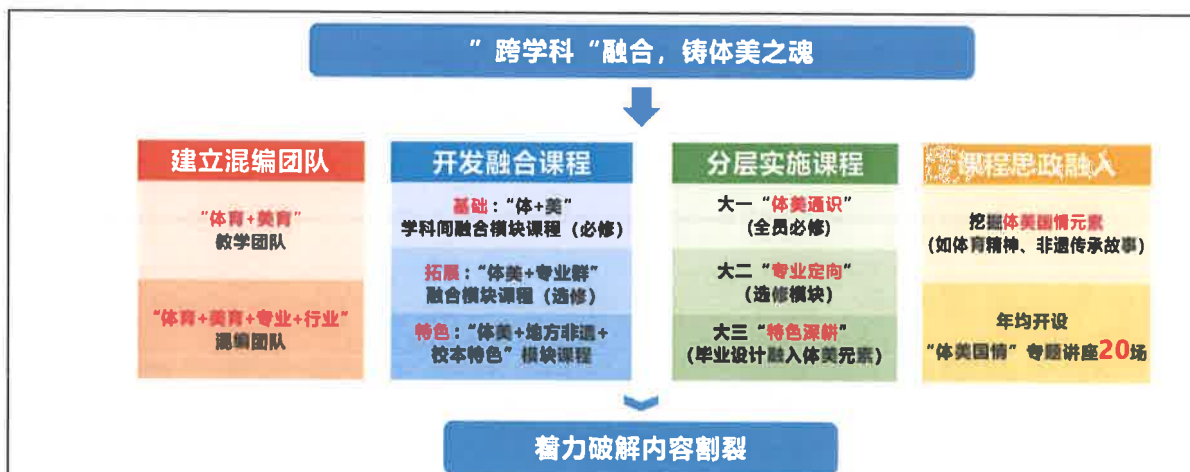 ”跨学科“融合，铸体美之魂
建立混编团队
“体育+美育”
教学团队
“体育+美育+专业+行业”
混编团队
开发融合课程
基础：“体+美”
学科间融合模块课程（必修）
拓展：“体美+专业群”
融合模块课程（选修）
特色：“体美+地方非遗+
校本特色”模块课程
分层实施课程
大一“体美通识”
(全员必修)
大二“专业定向”
(选修模块)
大三“特色深耕”
(毕业设计融入体美元素)
课程思政融入
挖掘体美国情元素
(如体育精神、非遗传承故事)
年均开设
“体美国情”专题讲座20场
着力破解内容割裂